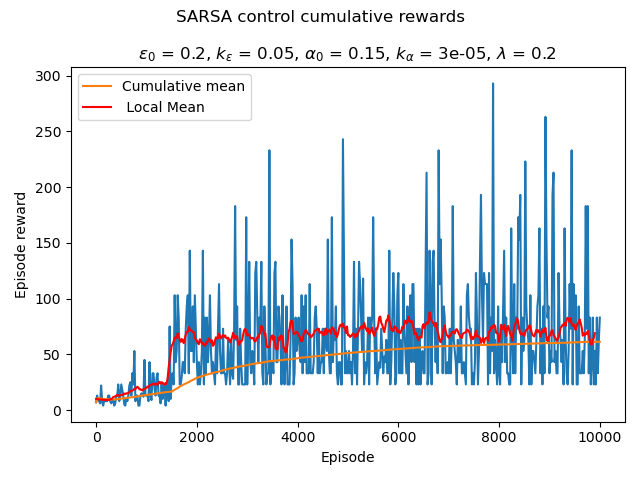 SARSA control cumulative rewards
ε₀ = 0.2, kε = 0.05, α₀ = 0.15, kα = 3e-05, λ = 0.2
300
250
200
150
100
50
0
Episode reward
Cumulative mean
Local Mean
0 2000 4000 6000 8000 10000
Episode